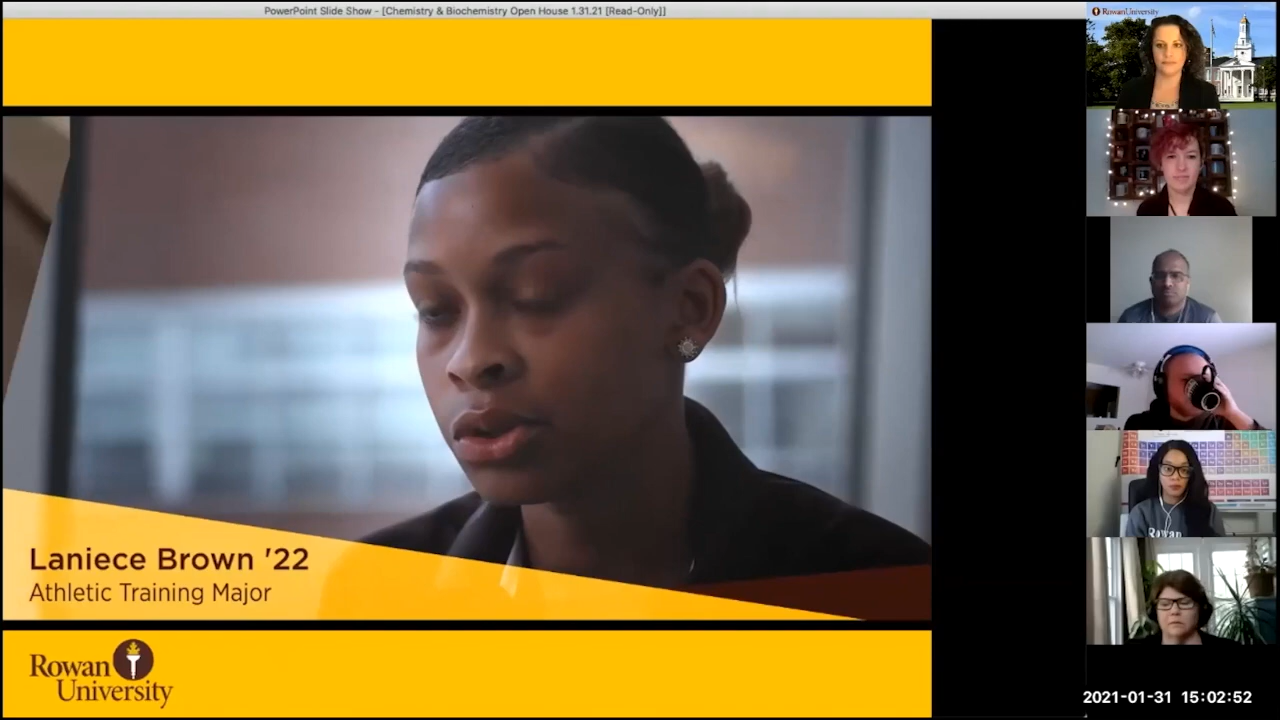 PowerPoint Slide Show - [Chemistry & Biochemistry Open House 1.31.21 [Read-Only]]
RowanUniversity
Rowan
Laniece Brown '22
Athletic Training Major
Rowan
University
2021-01-31 15:02:52